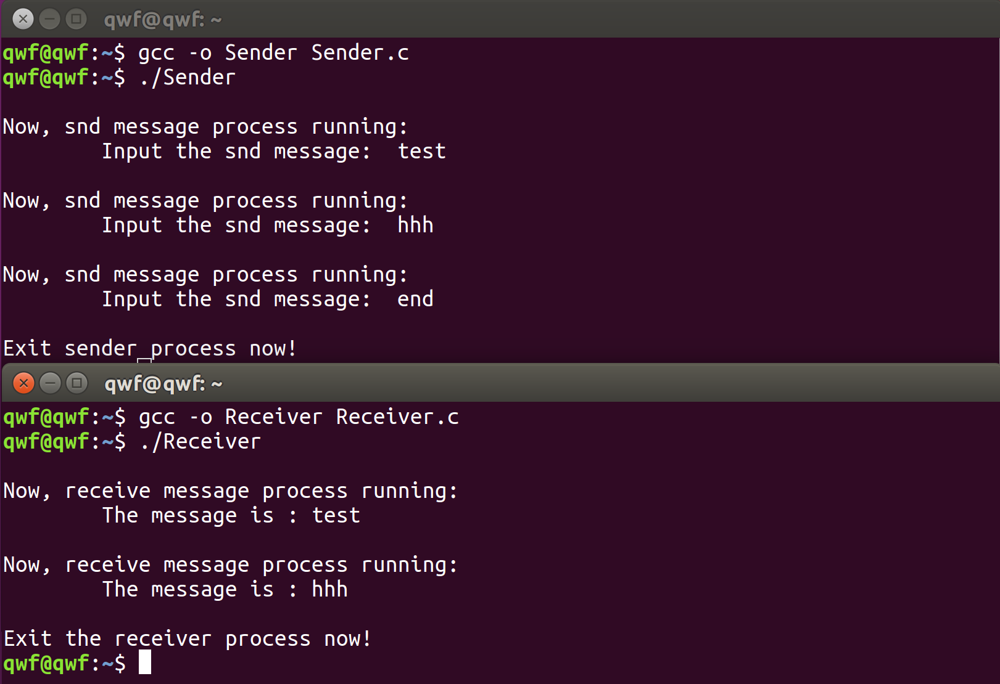 qwf@qwf: ~
qwf@qwf:~$ gcc -o Sender Sender.c
qwf@qwf:~$ ./Sender
Now, snd message process running:
Input the snd message:  test
Now, snd message process running:
Input the snd message:  hhh
Now, snd message process running:
Input the snd message:  end
Exit sender process now!
qwf@qwf: ~
qwf@qwf:~$ gcc -o Receiver Receiver.c
qwf@qwf:~$ ./Receiver
Now, receive message process running:
The message is : test
Now, receive message process running:
The message is : hhh
Exit the receiver process now!
qwf@qwf:~$